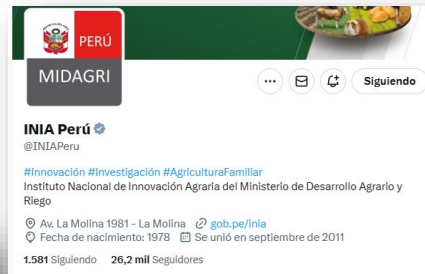 PERÚ
MIDAGRI
Siguiendo
INIA Perú
@INIAPeru
#Innovación #Investigación #AgriculturaFamiliar
Instituto Nacional de Innovación Agraria del Ministerio de Desarrollo Agrario y
Riego
Av. La Molina 1981 - La Molina gob.pe/inia
Fecha de nacimiento: 1978 Se unió en septiembre de 2011
1.581 Siguiendo 26,2 mil Seguidores